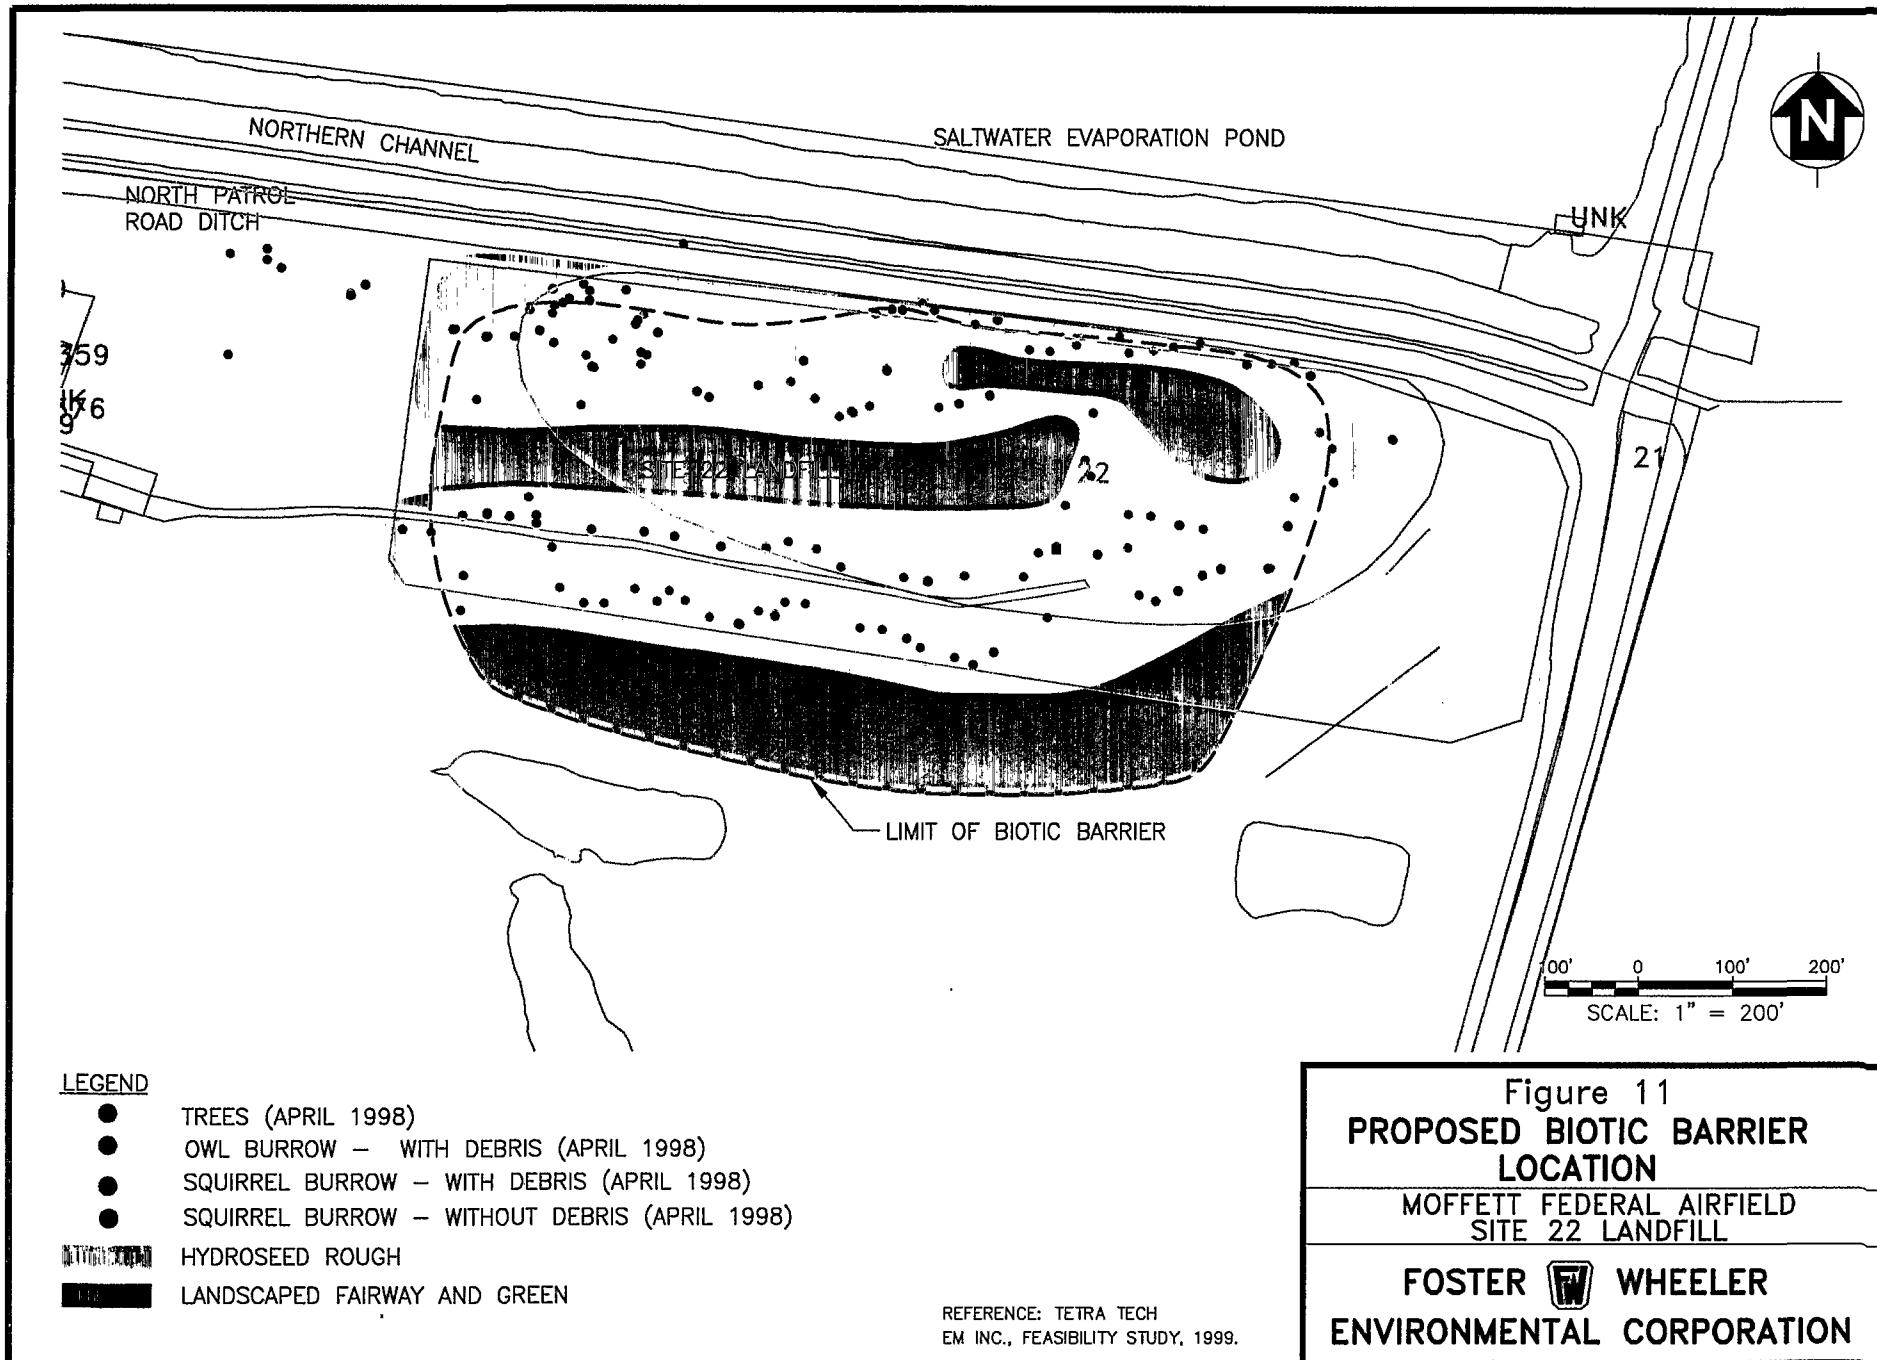 N
NORTHERN CHANNEL
SALTWATER EVAPORATION POND
NORTH PATROL
ROAD DITCH
UNK
359
76
9
SITE 22 LANDFILL
22
21
LIMIT OF BIOTIC BARRIER
100' 0 100' 200'
SCALE: 1" = 200'
LEGEND
TREES (APRIL 1998)
OWL BURROW – WITH DEBRIS (APRIL 1998)
SQUIRREL BURROW – WITH DEBRIS (APRIL 1998)
SQUIRREL BURROW – WITHOUT DEBRIS (APRIL 1998)
HYDROSEED ROUGH
LANDSCAPED FAIRWAY AND GREEN
REFERENCE: TETRA TECH
EM INC., FEASIBILITY STUDY, 1999.
Figure 11
PROPOSED BIOTIC BARRIER
LOCATION
MOFFETT FEDERAL AIRFIELD
SITE 22 LANDFILL
FOSTER FW WHEELER
ENVIRONMENTAL CORPORATION